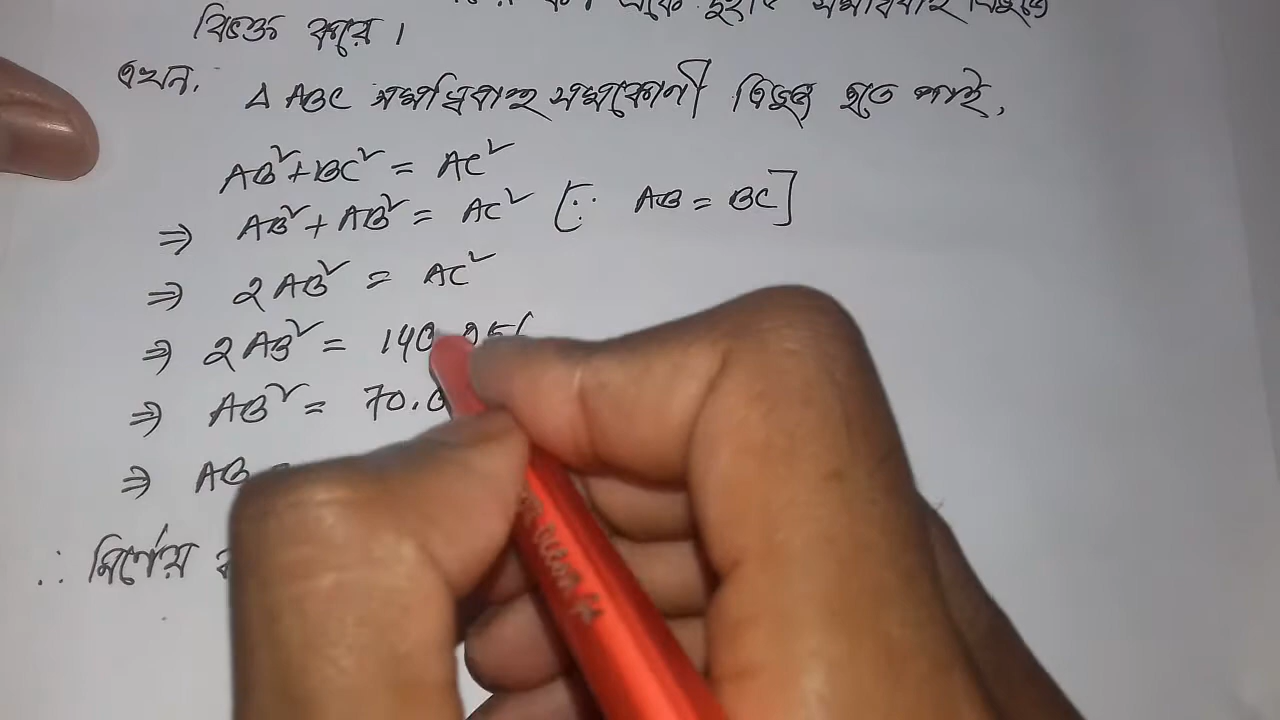 বিভক্ত করে।
এখন,
Δ ABC সমদ্বিবাহু সমকোণী ত্রিভুজ হতে পাই,
AB² + BC² = AC²
⇒ AB² + AB² = AC² [∵ AB = BC]
⇒ 2AB² = AC²
⇒ 2AB² = 140
⇒ AB² = 70.0
⇒ AB
∴ নির্ণেয়